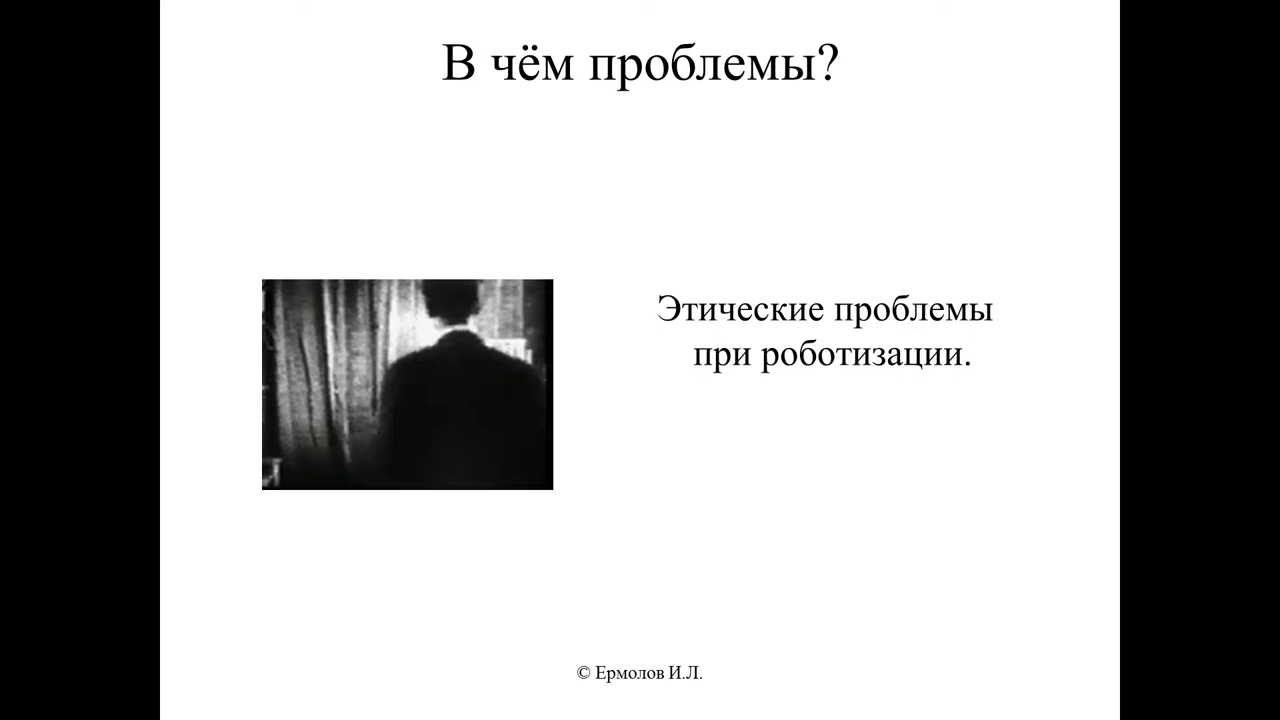 В чём проблемы?
Этические проблемы
при роботизации.
© Ермолов И.Л.